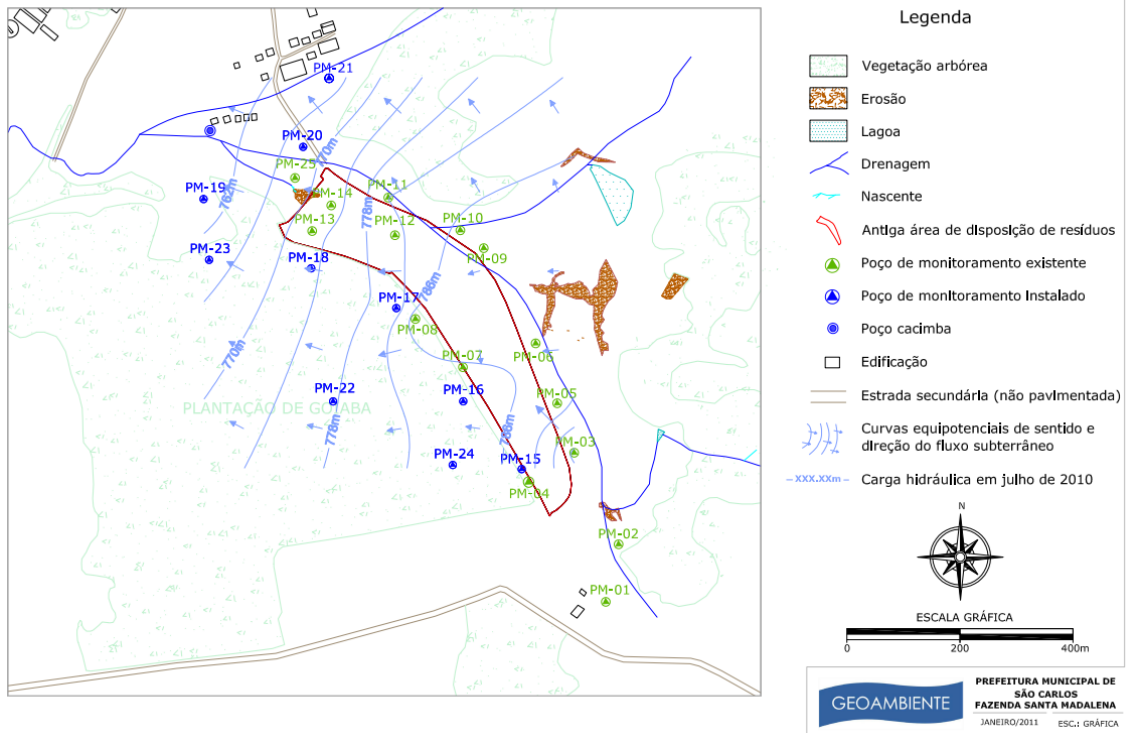 PM-21
PM-20
770m
PM-25
PM-19
762m
PM-14
PM-11
778m
PM-13
PM-12
PM-10
PM-09
PM-23
PM-18
786m
PM-17
PM-08
PM-06
PM-07
770m
PM-22
PM-16
PM-05
PLANTAÇÃO DE GOIABA
778m
PM-03
PM-24
PM-15
PM-04
PM-02
PM-01
Legenda
Vegetação arbórea
Erosão
Lagoa
Drenagem
Nascente
Antiga área de disposição de resíduos
Poço de monitoramento existente
Poço de monitoramento Instalado
Poço cacimba
Edificação
Estrada secundária (não pavimentada)
Curvas equipotenciais de sentido e
direção do fluxo subterrâneo
XXX.XXm
Carga hidráulica em julho de 2010
N
ESCALA GRÁFICA
0 200 400m
GEOAMBIENTE
PREFEITURA MUNICIPAL DE
SÃO CARLOS
FAZENDA SANTA MADALENA
JANEIRO/2011 ESC.: GRÁFICA